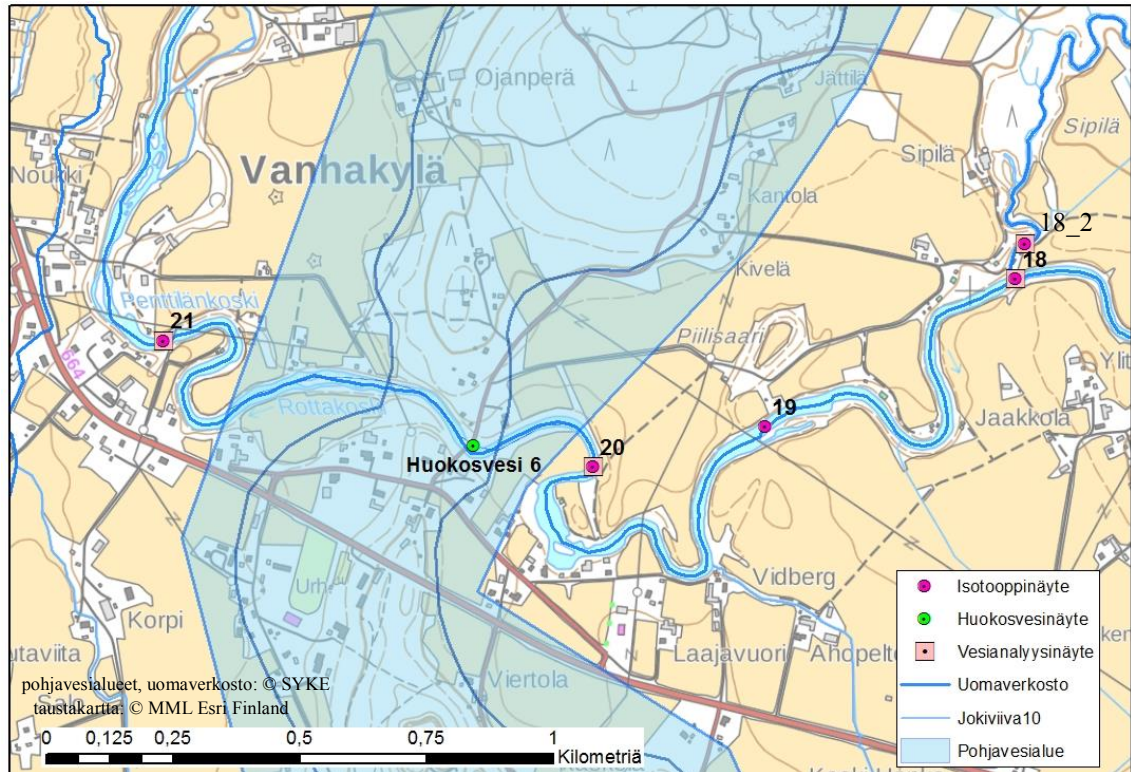 Ojanperä
Jättilä
Sipilä
Sipilä
Noukki
Vanhakylä
Kantola
18_2
18
Kivelä
Penttilänkoski
21
Piilisaari
664
Rottakoski
19
Jaakkola
20
Huokosvesi 6
Urh.
Vidberg
Korpi
Laajavuori
Viertola
pohjavesialueet, uomaverkosto: © SYKE
taustakartta: © MML Esri Finland
0 0,125 0,25 0,5 0,75 1
Kilometriä
Isotooppinäyte
Huokosvesinäyte
Vesianalyysinäyte
Uomaverkosto
Jokiviiva10
Pohjavesialue